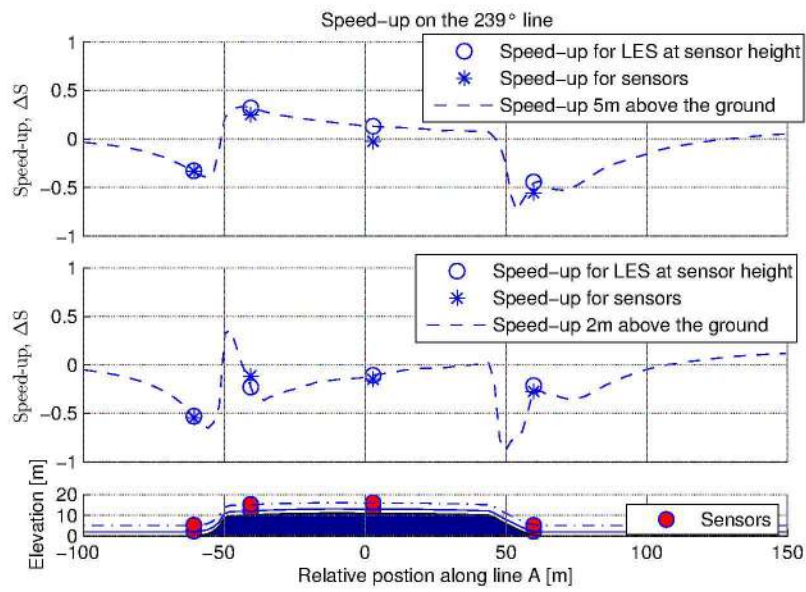 Speed-up on the 239° line
Speed-up, ΔS
1
0.5
0
-0.5
-1
Speed-up for LES at sensor height
Speed-up for sensors
Speed-up 5m above the ground
Speed-up, ΔS
1
0.5
0
-0.5
-1
Speed-up for LES at sensor height
Speed-up for sensors
Speed-up 2m above the ground
Elevation [m]
20
10
0
Sensors
-100
-50
0
50
100
150
Relative postion along line A [m]